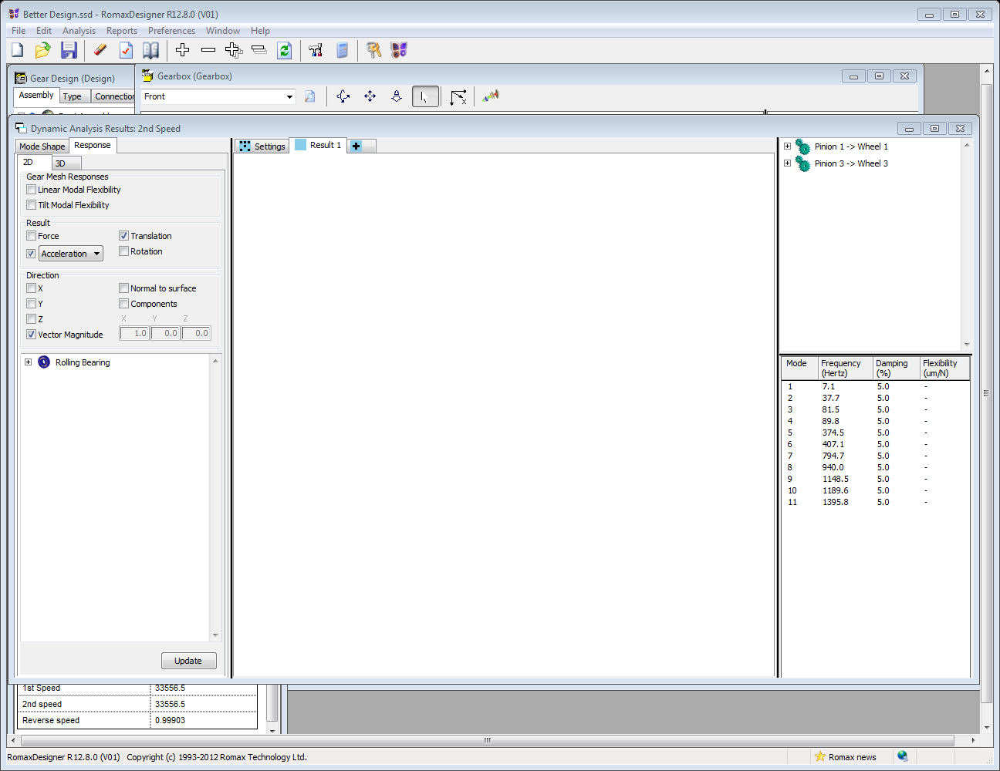 Better Design.ssd - RomaxDesigner R12.8.0 (V01)
File Edit Analysis Reports Preferences Window Help
Gear Design (Design)
Assembly Type Connection
Gearbox (Gearbox)
Front
Dynamic Analysis Results: 2nd Speed
Mode Shape Response
2D 3D
Gear Mesh Responses
Linear Modal Flexibility
Tilt Modal Flexibility
Result
Force Translation
Acceleration Rotation
Direction
X Normal to surface
Y Components
Z X Y Z
Vector Magnitude 1.0 0.0 0.0
Rolling Bearing
Update
Settings Result 1
Pinion 1 -> Wheel 1
Pinion 3 -> Wheel 3
Mode Frequency (Hertz) Damping (%) Flexibility (um/N)
1 7.1 5.0 -
2 37.7 5.0 -
3 81.5 5.0 -
4 89.8 5.0 -
5 374.5 5.0 -
6 407.1 5.0 -
7 794.7 5.0 -
8 940.0 5.0 -
9 1148.5 5.0 -
10 1189.6 5.0 -
11 1395.8 5.0 -
1st Speed 33556.5
2nd speed 33556.5
Reverse speed 0.99903
RomaxDesigner R12.8.0 (V01) Copyright (c) 1993-2012 Romax Technology Ltd.
Romax news